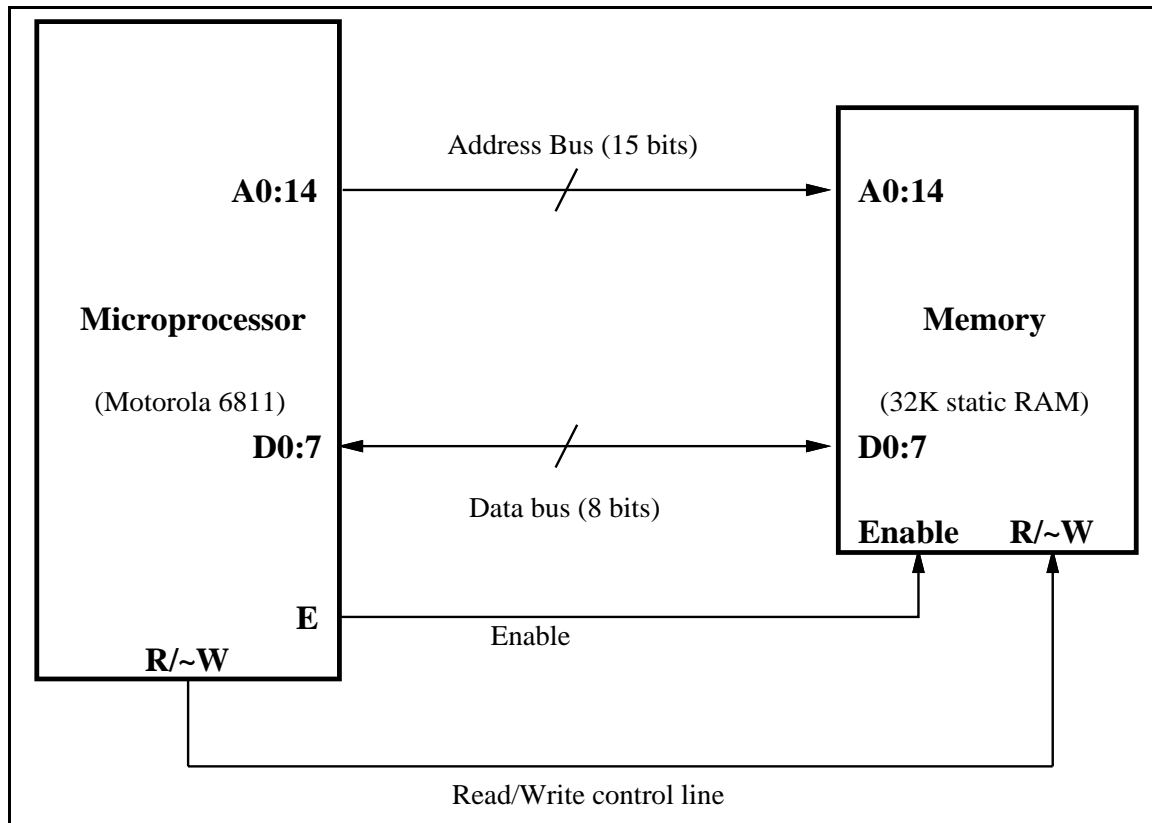 Address Bus (15 bits)
A0:14
A0:14
Microprocessor
Memory
(Motorola 6811)
(32K static RAM)
D0:7
D0:7
Data bus (8 bits)
Enable
R/~W
E
Enable
R/~W
Read/Write control line